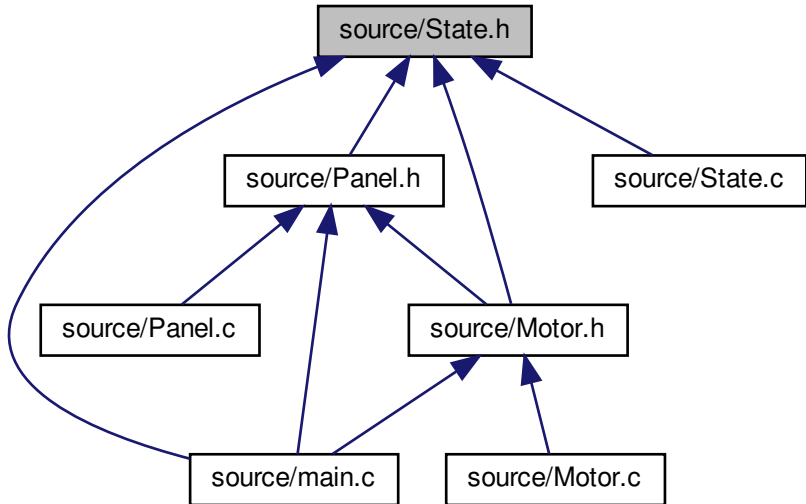 source/State.h
source/Panel.h
source/State.c
source/Panel.c
source/Motor.h
source/main.c
source/Motor.c